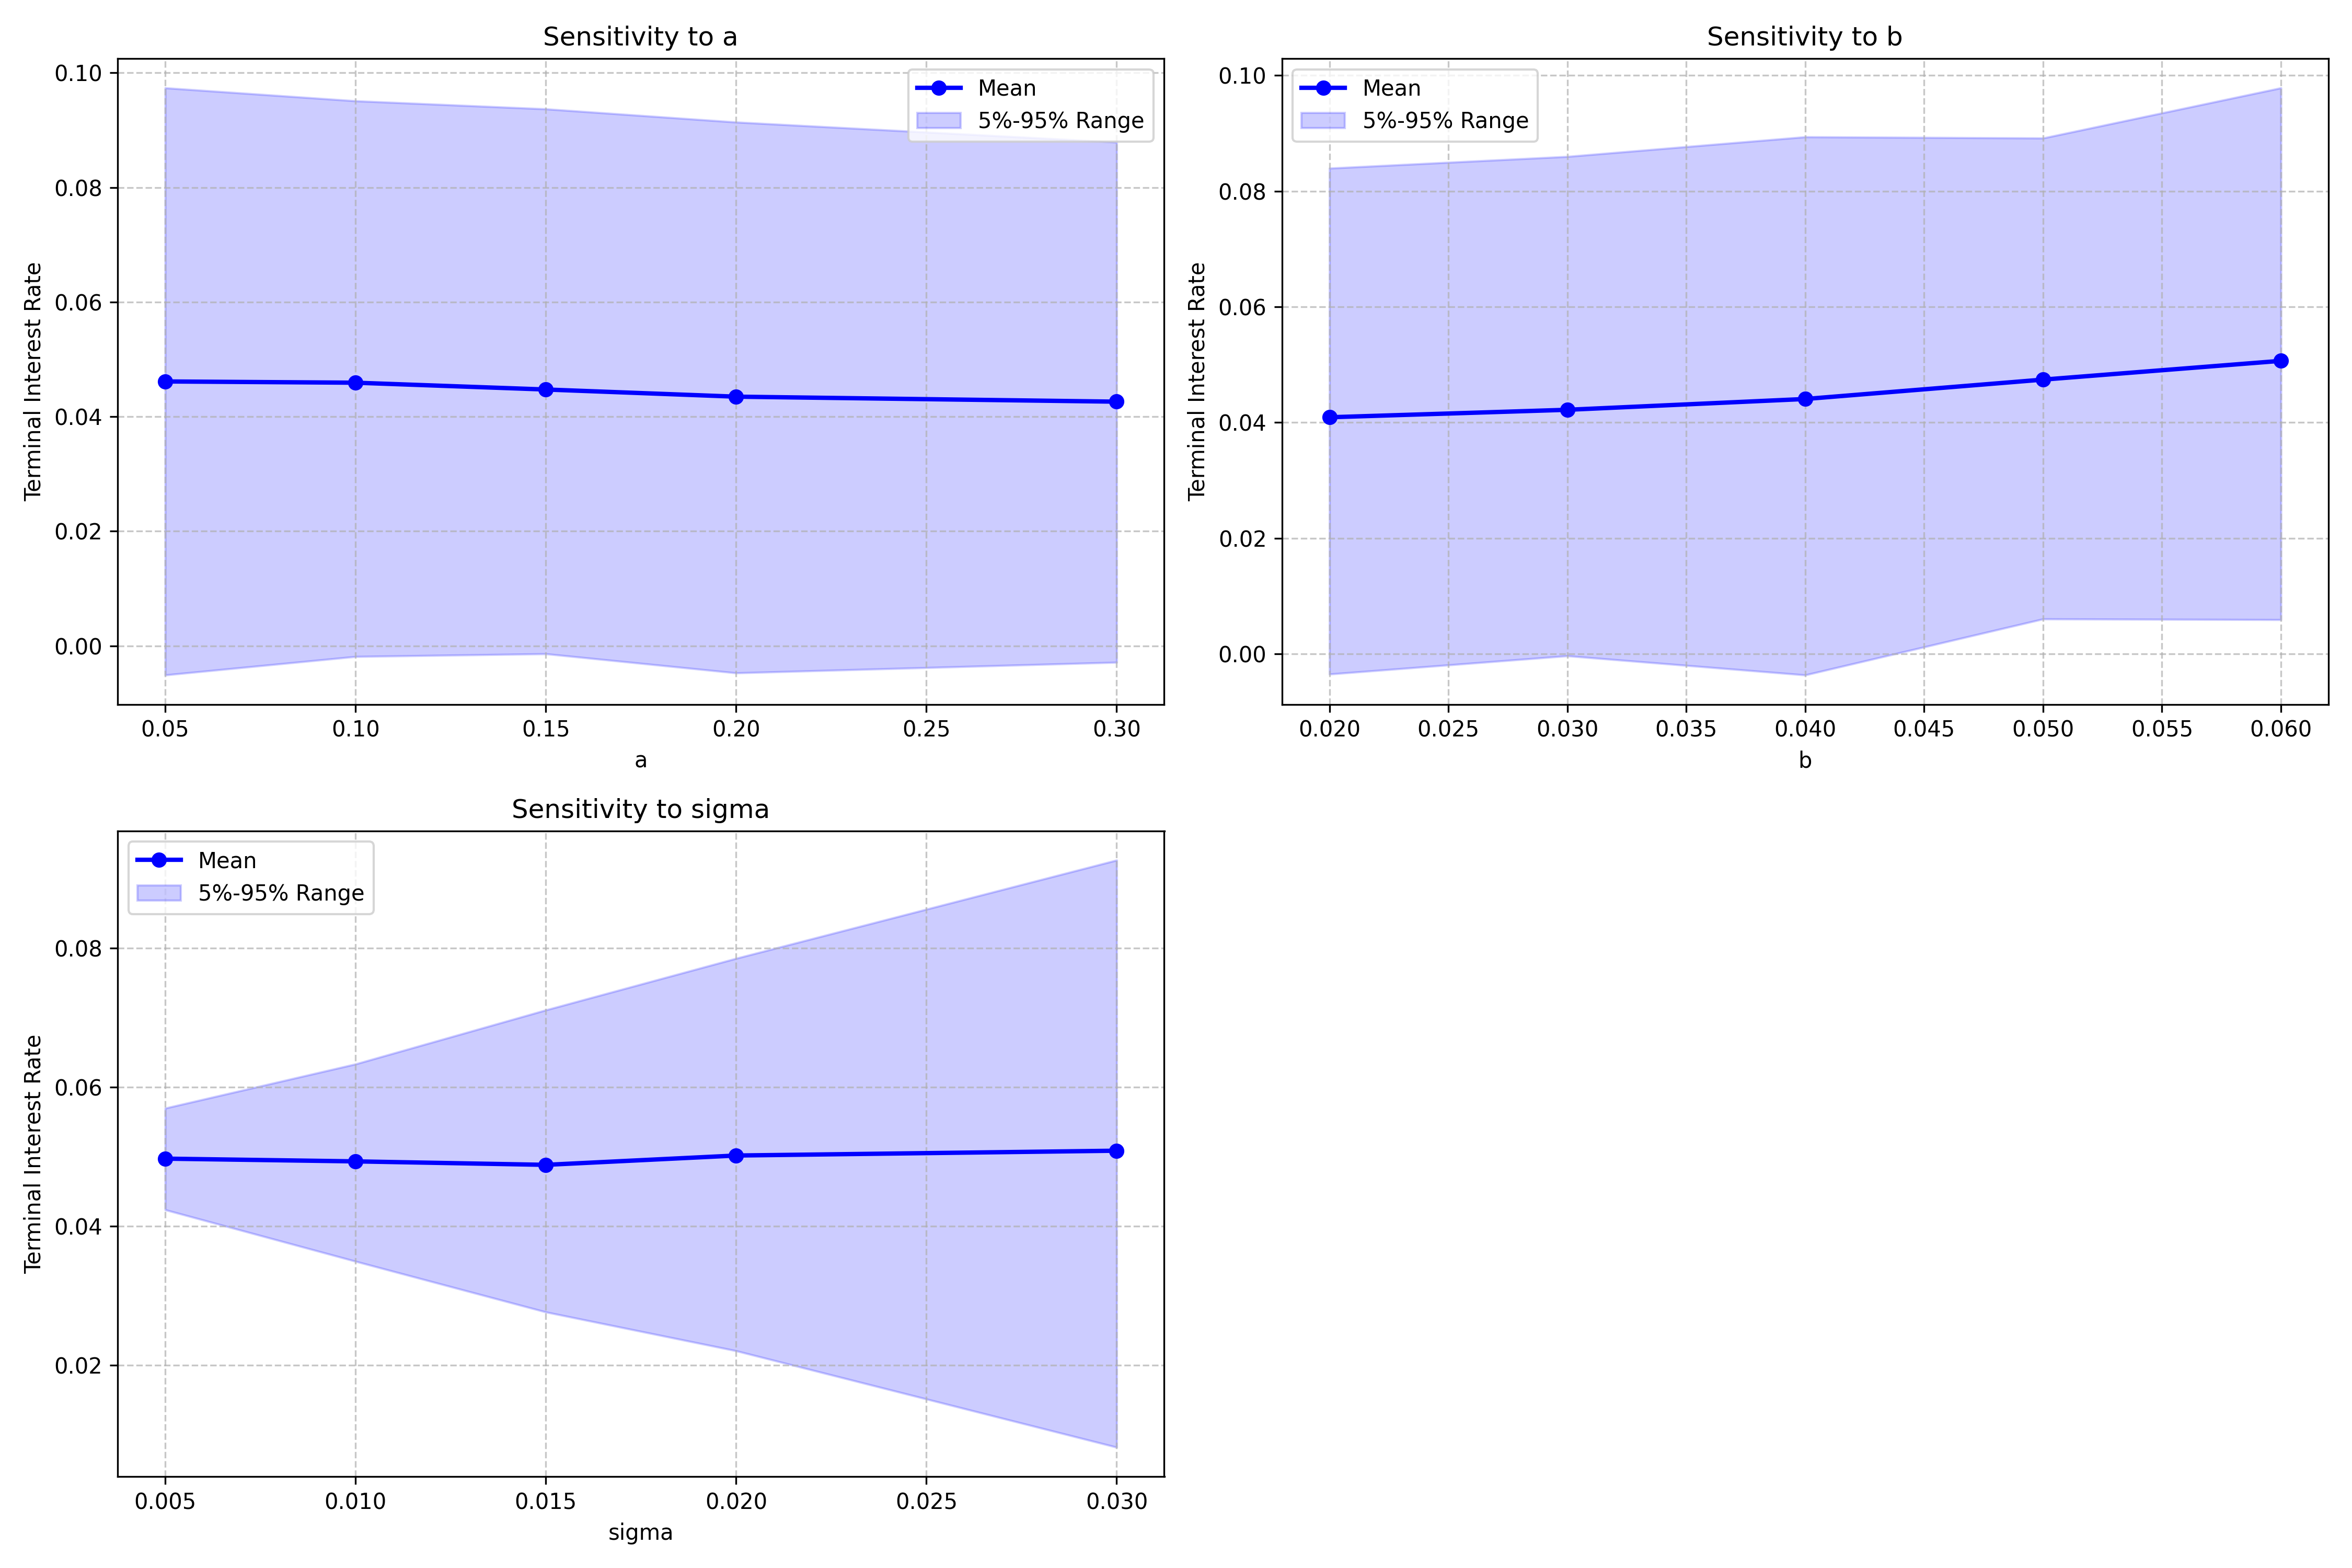 Sensitivity to a
Mean
5%-95% Range
Terminal Interest Rate
0.10
0.08
0.06
0.04
0.02
0.00
0.05 0.10 0.15 0.20 0.25 0.30
a
Sensitivity to b
Mean
5%-95% Range
Terminal Interest Rate
0.10
0.08
0.06
0.04
0.02
0.00
0.020 0.025 0.030 0.035 0.040 0.045 0.050 0.055 0.060
b
Sensitivity to sigma
Mean
5%-95% Range
Terminal Interest Rate
0.08
0.06
0.04
0.02
0.005 0.010 0.015 0.020 0.025 0.030
sigma